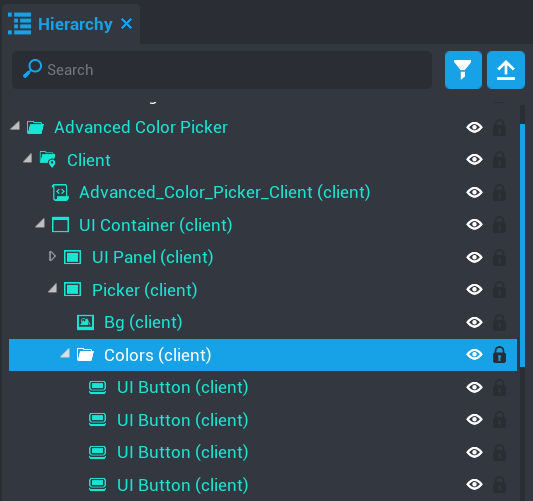 Hierarchy
Search
Advanced Color Picker
Client
Advanced_Color_Picker_Client (client)
UI Container (client)
UI Panel (client)
Picker (client)
Bg (client)
Colors (client)
UI Button (client)
UI Button (client)
UI Button (client)
UI Button (client)